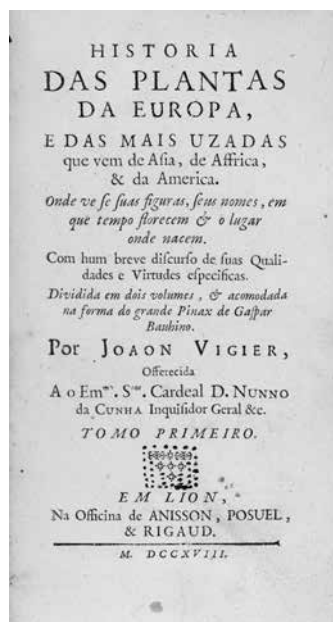 HISTORIA
DAS PLANTAS
DA EUROPA,
E DAS MAIS UZADAS
que vem de Aſia, de Affrica,
& da America.
Onde ve ſe ſuas figuras, ſeus nomes, em
que tempo florecem & o lugar
onde nacem.
Com hum breve diſcurſo de ſuas Quali-
dades e Virtudes eſpecificas.
Dividida em dois volumes, & acomodada
na forma do grande Pinax de Gaſpar
Bauhino.
Por JOAON VIGIER,
Offerecida
A o Emᵐᵒ. Sᵒʳ. Cardeal D. NUNNO
da CUNHA Inquiſidor Geral &c.
TOMO PRIMEIRO.
EM LION,
Na Officina de ANISSON, POSUEL,
& RIGAUD.
M. DCCXVIII.